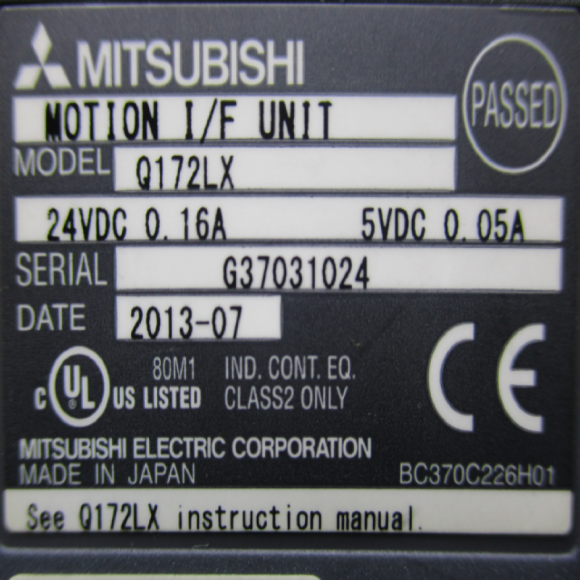 MITSUBISHI
PASSED
MOTION I/F UNIT
MODEL Q172LX
24VDC 0.16A 5VDC 0.05A
SERIAL G37031024
DATE 2013-07
C UL ® US LISTED
80M1 IND. CONT. EQ.
CLASS2 ONLY
CE
MITSUBISHI ELECTRIC CORPORATION
MADE IN JAPAN BC370C226H01
See Q172LX instruction manual.